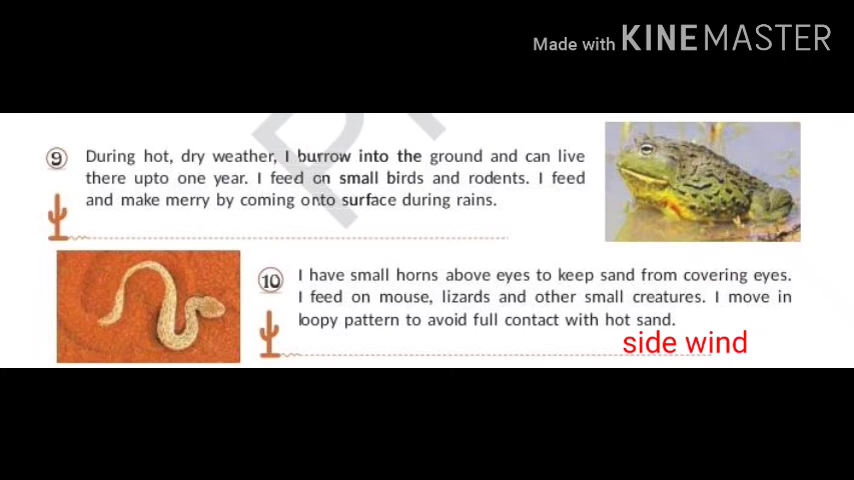 Made with KINEMASTER
9 During hot, dry weather, I burrow into the ground and can live
there upto one year. I feed on small birds and rodents. I feed
and make merry by coming onto surface during rains.
10 I have small horns above eyes to keep sand from covering eyes.
I feed on mouse, lizards and other small creatures. I move in
loopy pattern to avoid full contact with hot sand.
side wind